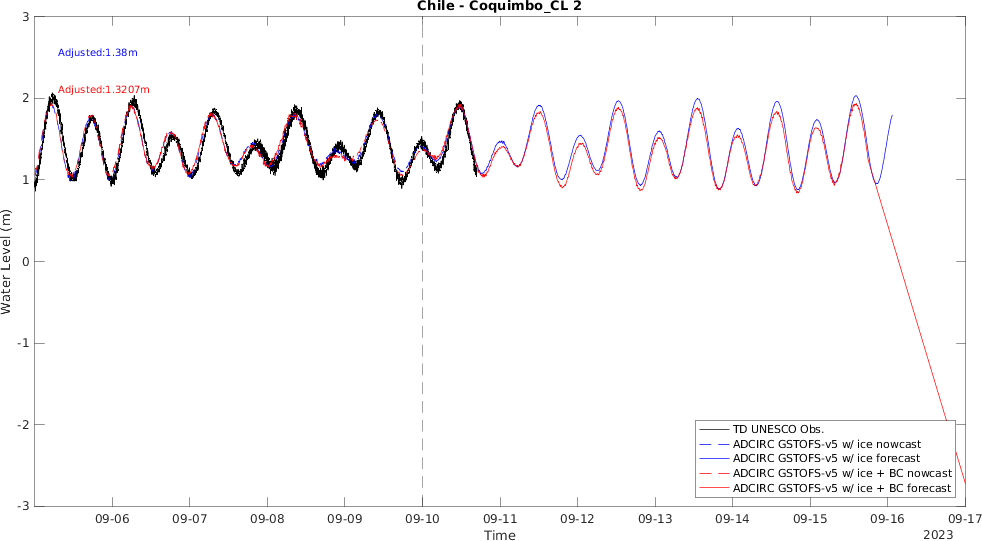 Chile - Coquimbo_CL 2
3
Adjusted:1.38m
Adjusted:1.3207m
2
1
0
-1
-2
-3
Water Level (m)
TD UNESCO Obs.
ADCIRC GSTOFS-v5 w/ ice nowcast
ADCIRC GSTOFS-v5 w/ ice forecast
ADCIRC GSTOFS-v5 w/ ice + BC nowcast
ADCIRC GSTOFS-v5 w/ ice + BC forecast
09-06 09-07 09-08 09-09 09-10 09-11 09-12 09-13 09-14 09-15 09-16 09-17
Time
2023